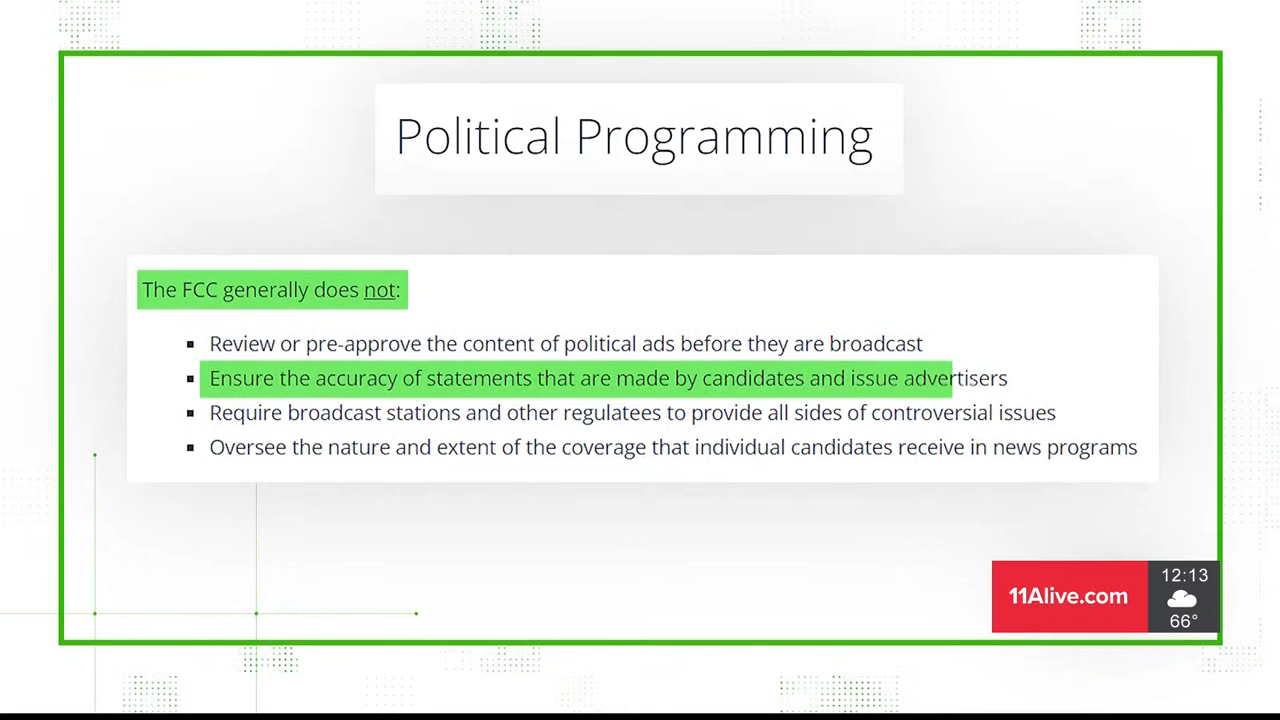 Political Programming
The FCC generally does not:
Review or pre-approve the content of political ads before they are broadcast
Ensure the accuracy of statements that are made by candidates and issue advertisers
Require broadcast stations and other regulatees to provide all sides of controversial issues
Oversee the nature and extent of the coverage that individual candidates receive in news programs
11Alive.com
12:13
66°